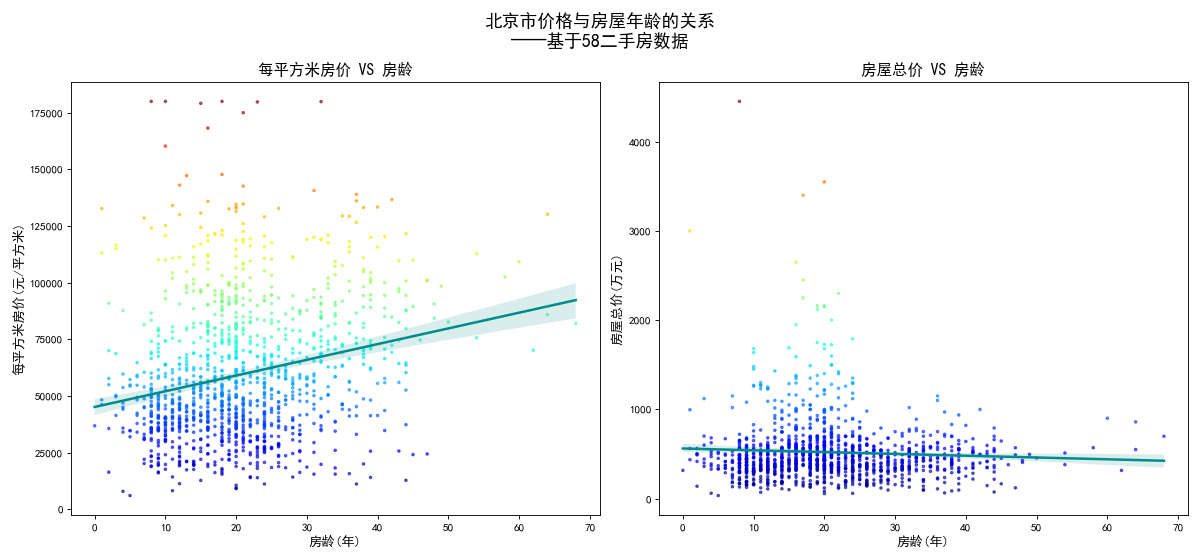 北京市价格与房屋年龄的关系
——基于58二手房数据
每平方米房价 VS 房龄
每平方米房价(元/平方米)
175000
150000
125000
100000
75000
50000
25000
0
0 10 20 30 40 50 60 70
房龄(年)
房屋总价 VS 房龄
房屋总价(万元)
4000
3000
2000
1000
0
0 10 20 30 40 50 60 70
房龄(年)